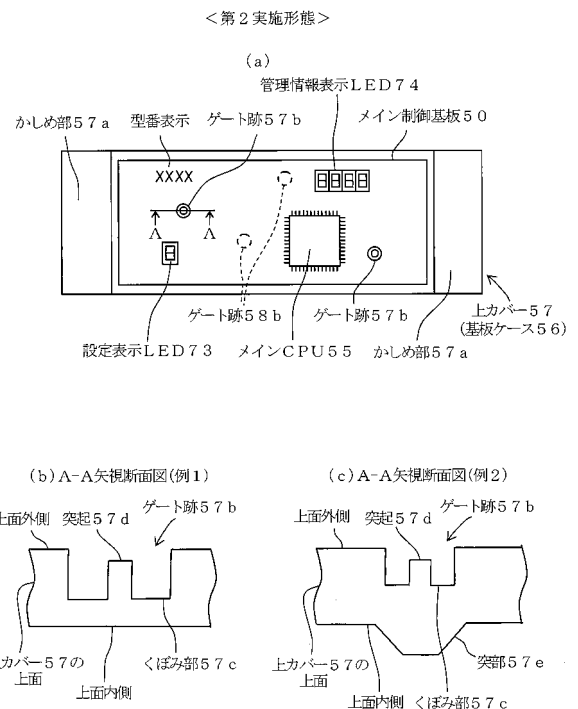 ＜第２実施形態＞
(a)
管理情報表示ＬＥＤ７４
かしめ部５７ａ
型番表示
ゲート跡５７ｂ
メイン制御基板５０
XXXX
A
A
ゲート跡５８ｂ
ゲート跡５７ｂ
上カバー５７
(基板ケース５６)
設定表示ＬＥＤ７３
メインＣＰＵ５５
かしめ部５７ａ
(b) A-A矢視断面図(例１)
(c) A-A矢視断面図(例２)
上面外側
突起５７ｄ
ゲート跡５７ｂ
上面外側
突起５７ｄ
ゲート跡５７ｂ
カバー５７の
上面
上面内側
くぼみ部５７ｃ
上カバー５７の
上面
上面内側
くぼみ部５７ｃ
突部５７ｅ